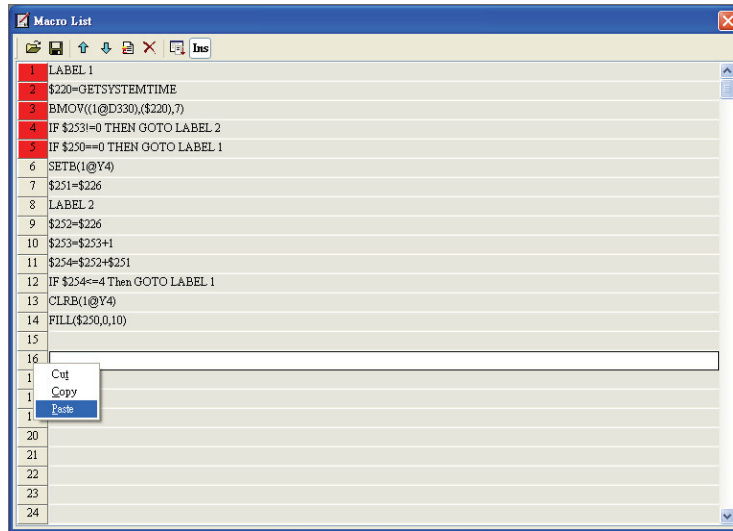 Macro List
Ins
1 LABEL 1
2 $220=GETSYSTEMTIME
3 BMOV((1@D330),($220),7)
4 IF $253!=0 THEN GOTO LABEL 2
5 IF $250==0 THEN GOTO LABEL 1
6 SETB(1@Y4)
7 $251=$226
8 LABEL 2
9 $252=$226
10 $253=$253+1
11 $254=$252+$251
12 IF $254<=4 Then GOTO LABEL 1
13 CLRB(1@Y4)
14 FILL($250,0,10)
15
16
1 Cut
1 Copy
1 Paste
20
21
22
23
24